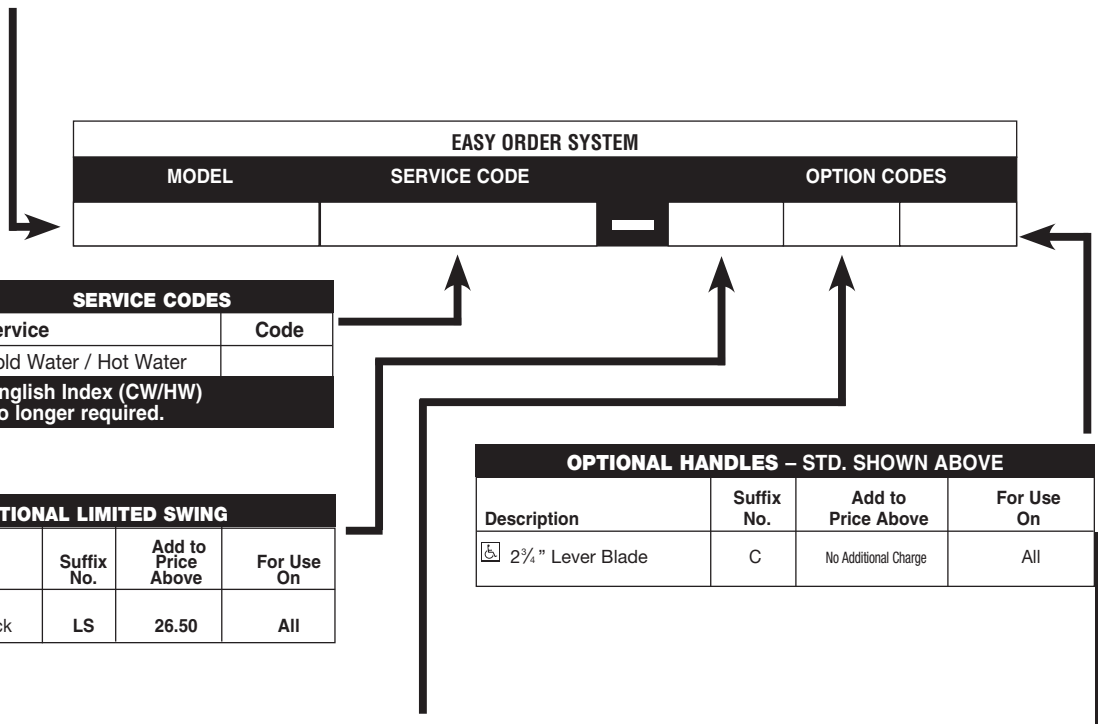 EASY ORDER SYSTEM
MODEL SERVICE CODE OPTION CODES
SERVICE CODES
ervice Code
old Water / Hot Water
nglish Index (CW/HW)
o longer required.
OPTIONAL HANDLES – STD. SHOWN ABOVE
Description Suffix No. Add to Price Above For Use On
2¾" Lever Blade C No Additional Charge All
TIONAL LIMITED SWING
Suffix No. Add to Price Above For Use On
ck LS 26.50 All